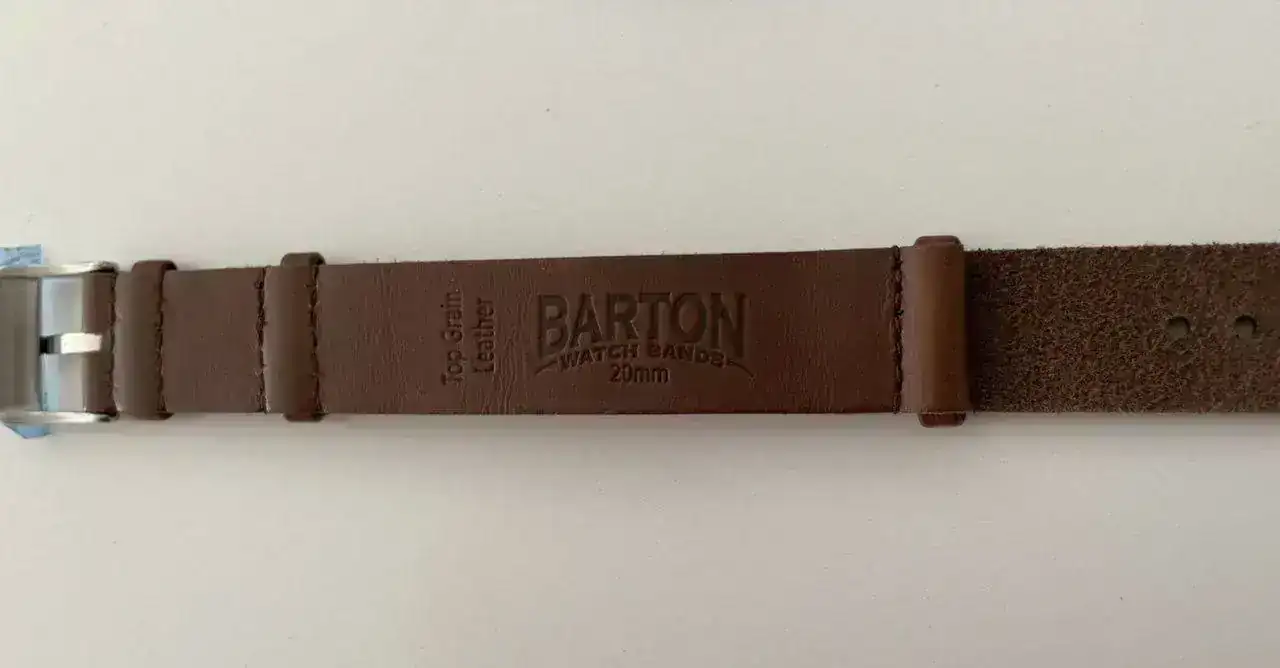 Top Grain
Leather
BARTON
WATCH BANDS
20mm